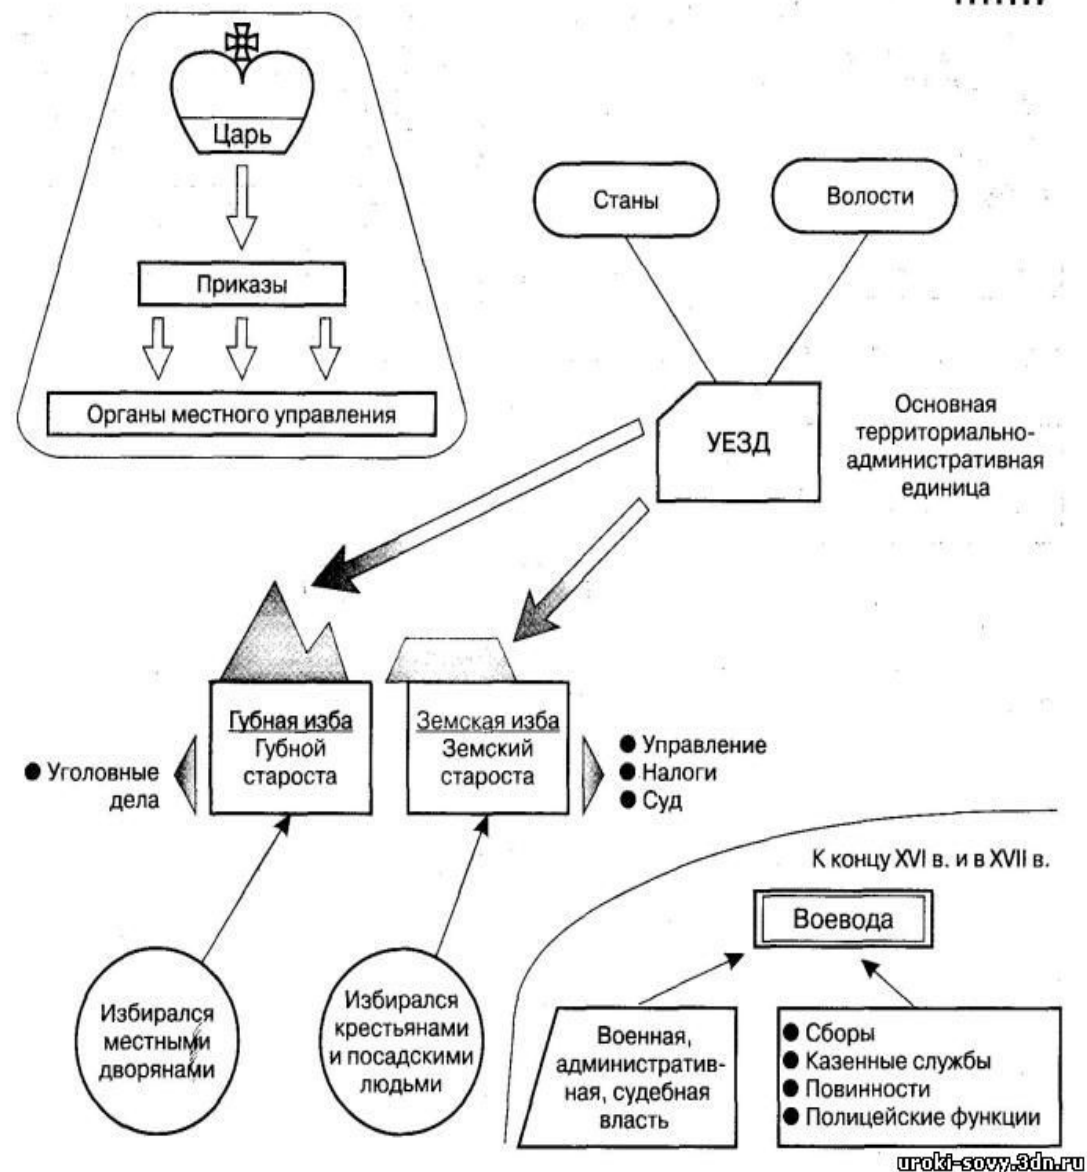 Царь
Приказы
Органы местного управления
Станы
Волости
УЕЗД
Основная
территориально-
административная
единица
Губная изба
Губной
староста
Земская изба
Земский
староста
● Уголовные
дела
● Управление
● Налоги
● Суд
Избирался
местными
дворянами
Избирался
крестьянами
и посадскими
людьми
К концу XVI в. и в XVII в.
Воевода
Военная,
административ-
ная, судебная
власть
● Сборы
● Казенные службы
● Повинности
● Полицейские функции
uroki-sovy.3dn.ru